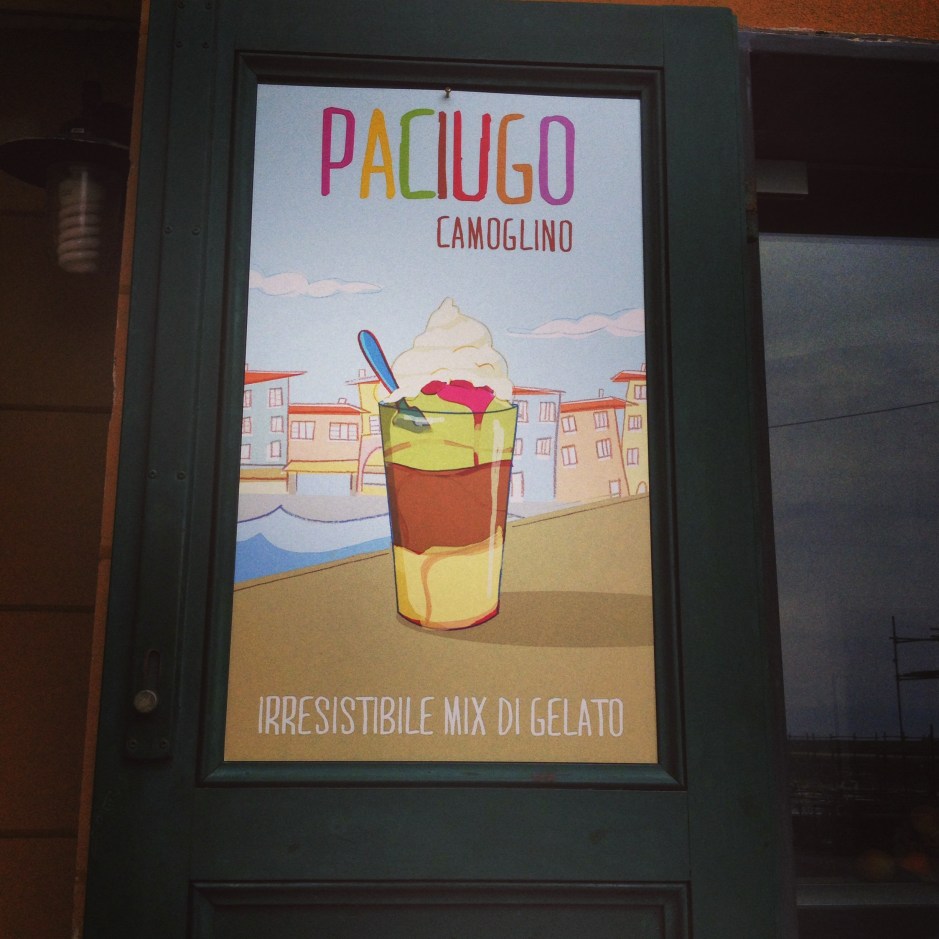 PACIUGO
CAMOGLINO
IRRESISTIBILE MIX DI GELATO